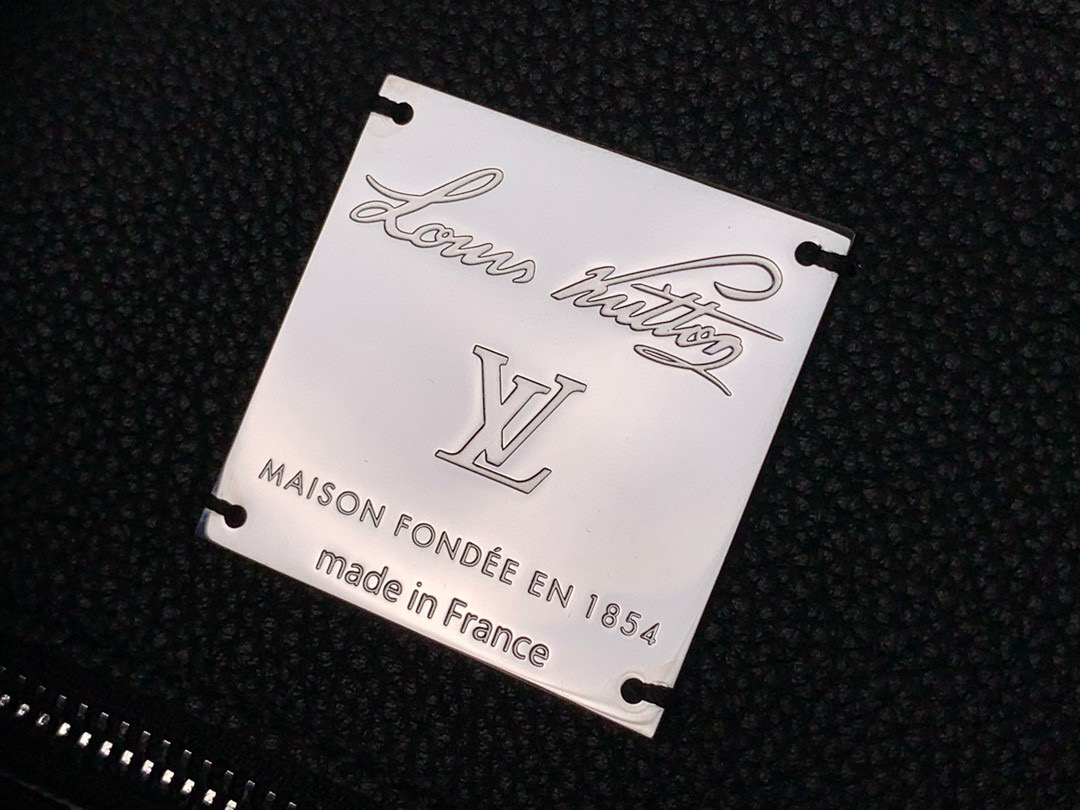 Louis Vuitton
LV
MAISON FONDÉE EN 1854
made in France